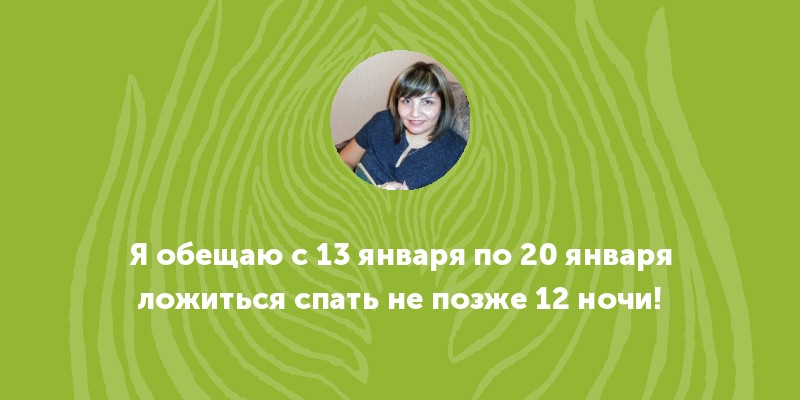 Я обещаю с 13 января по 20 января
ложиться спать не позже 12 ночи!